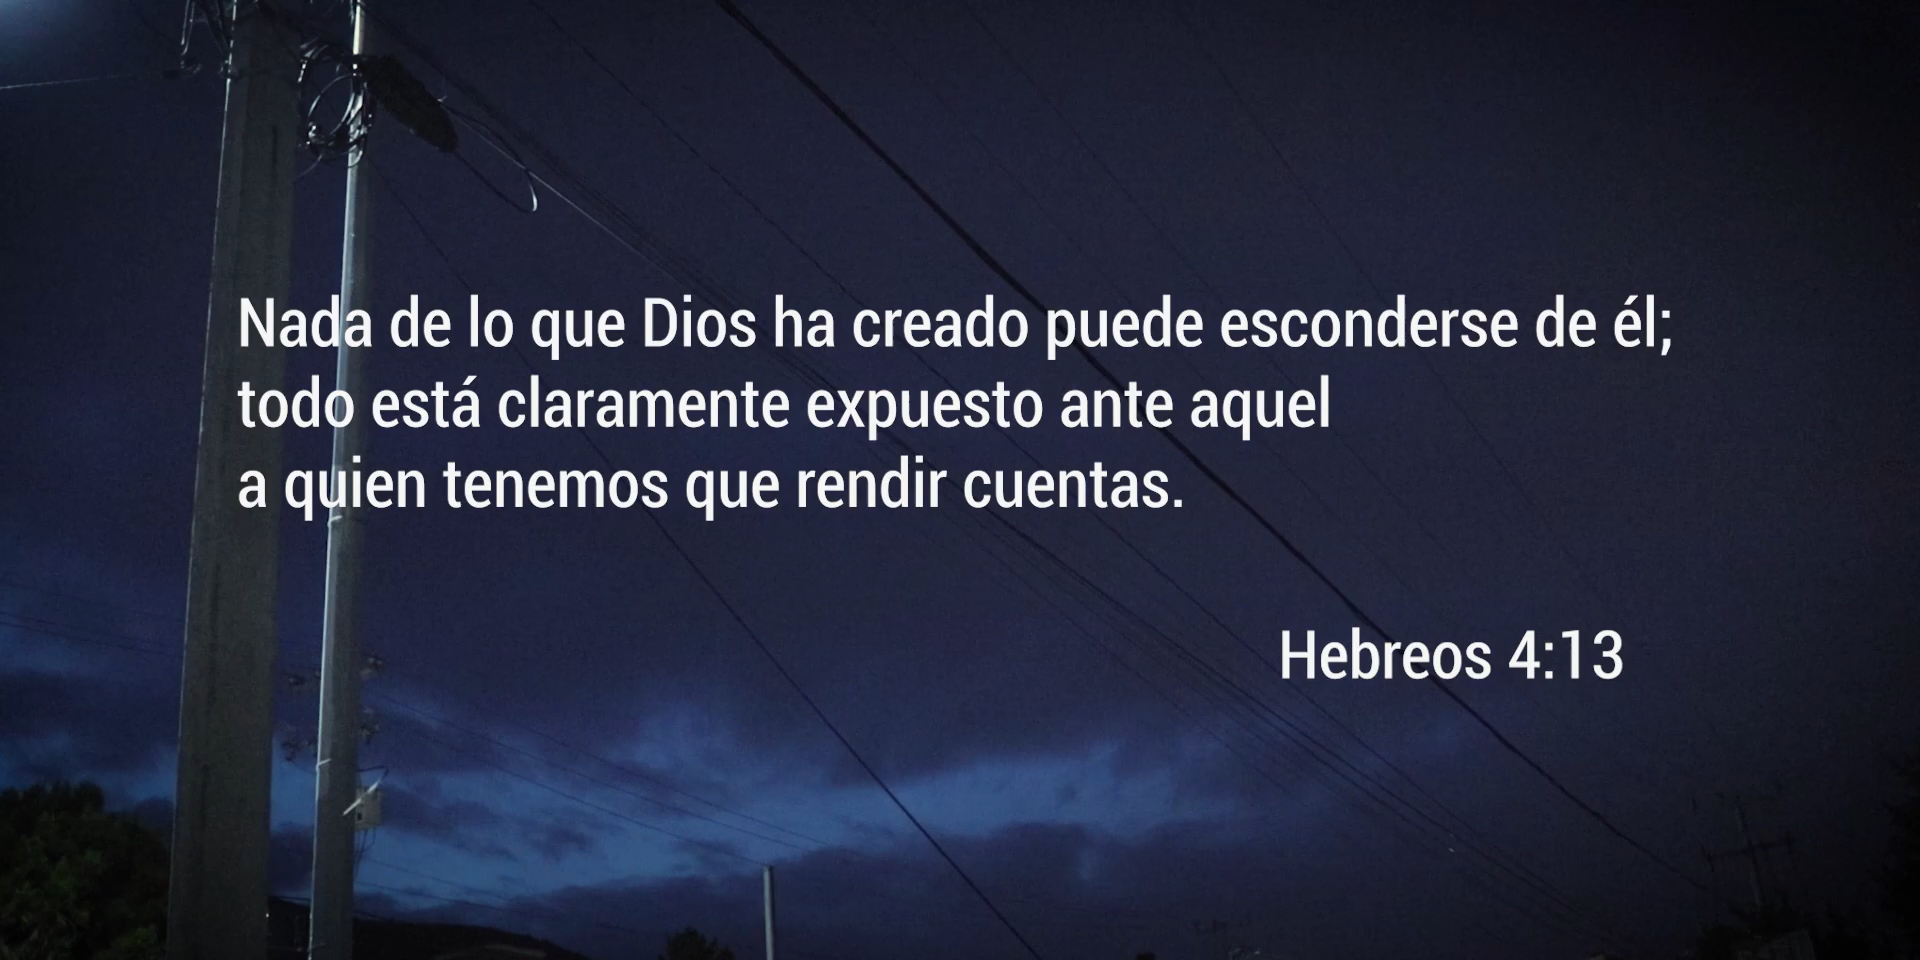 Nada de lo que Dios ha creado puede esconderse de él;
todo está claramente expuesto ante aquel
a quien tenemos que rendir cuentas.
Hebreos 4:13